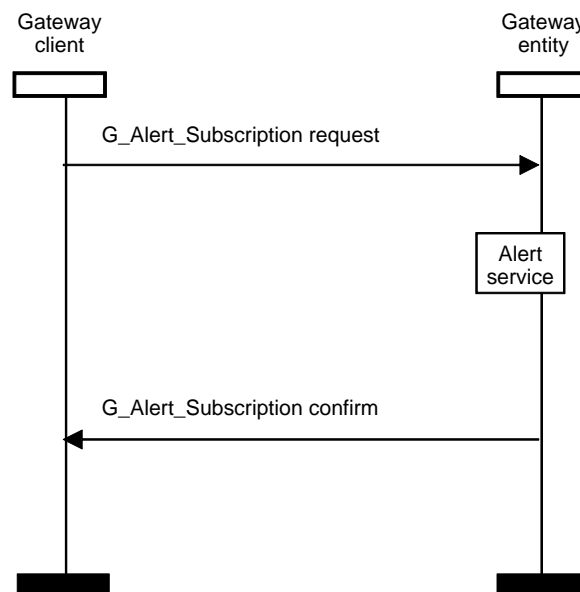 Gateway
client
Gateway
entity
G_Alert_Subscription request
Alert
service
G_Alert_Subscription confirm